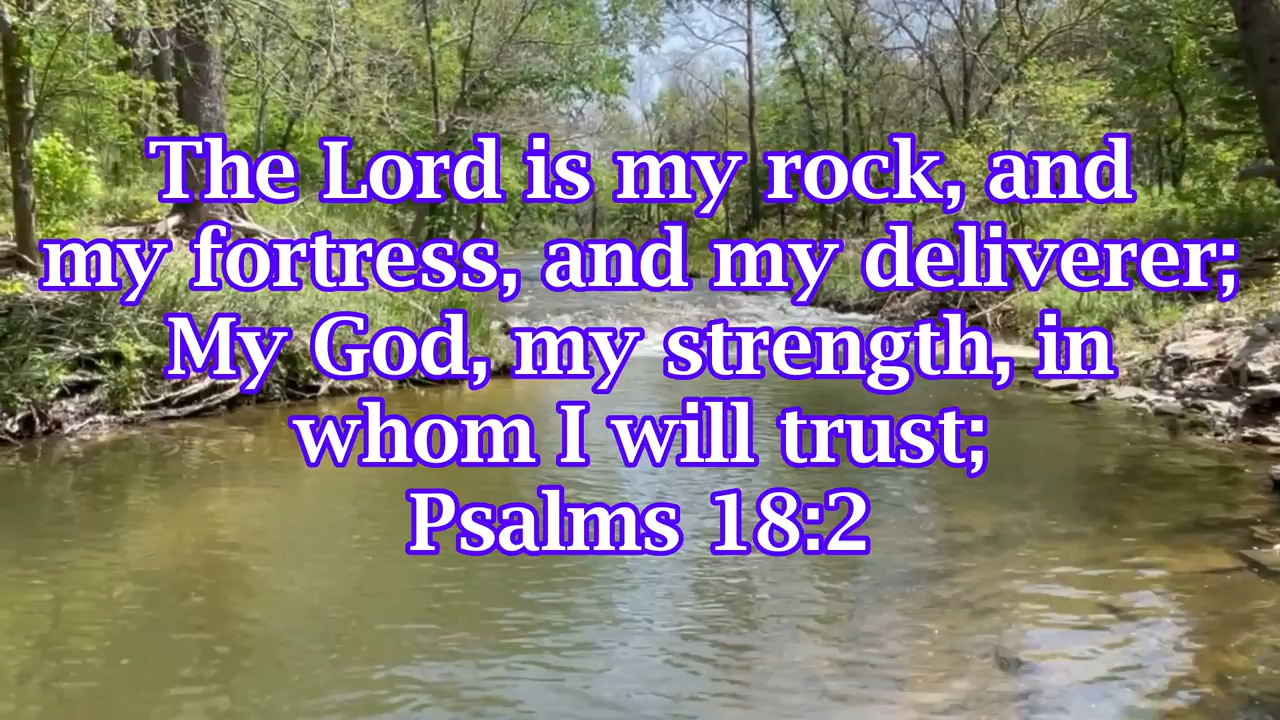 The Lord is my rock, and
my fortress, and my deliverer;
My God, my strength, in
whom I will trust;
Psalms 18:2